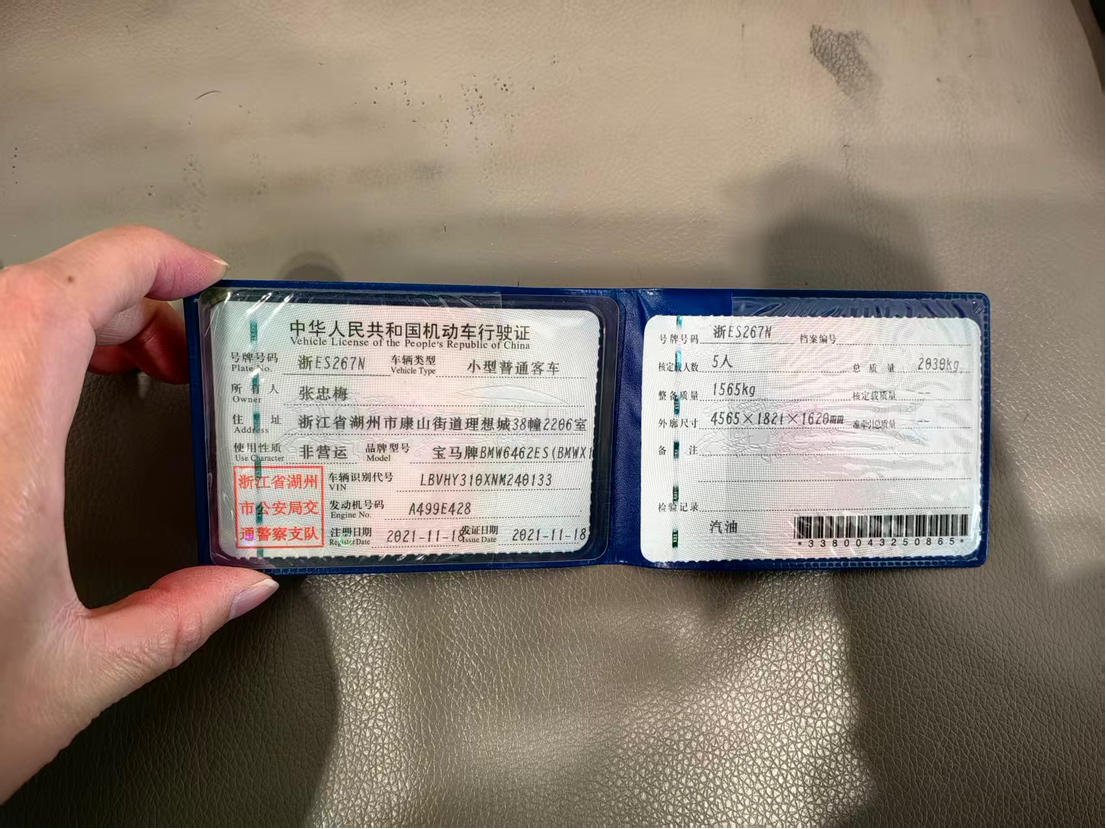 中华人民共和国机动车行驶证
Vehicle License of the People's Republic of China
号牌号码 浙ES267N 车辆类型 小型普通客车
Plate No. Vehicle Type
所有人 张忠梅
Owner
住址 浙江省湖州市康山街道理想城38幢2206室
Address
使用性质 非营运 品牌型号 宝马牌BMW6462ES(BMWX1
Use Character Model
浙江省湖州
市公安局交
通警察支队
车辆识别代号 LBVHY310XNM240133
VIN
发动机号码 A499E428
Engine No.
注册日期 2021-11-18 发证日期 2021-11-18
Register Date Issue Date
号牌号码 浙ES267N 档案编号
核定载人数 5人 总质量 2030kg
整备质量 1565kg 核定载质量 --
外廓尺寸 4565×1821×1620mm 准牵引总质量 --
备注
检验记录
汽油
*3380043250865*